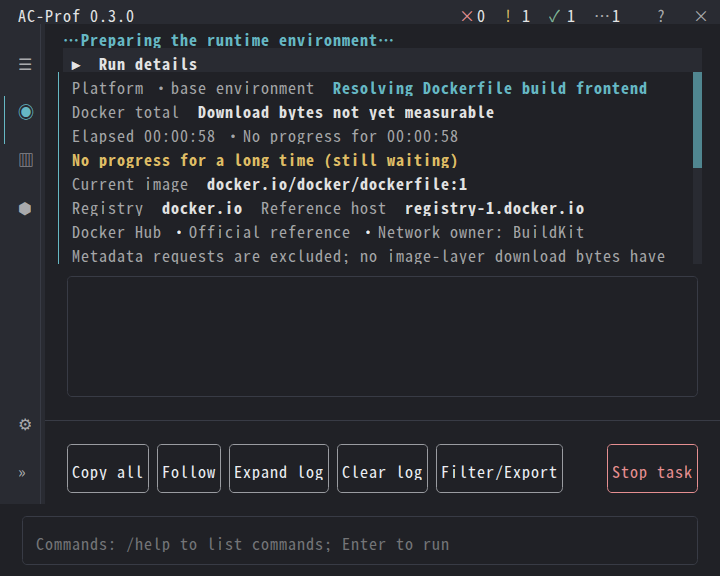 AC-Prof 0.3.0 ✕0 ! 1 ✓ 1 ⋯1 ? ✕
⋯Preparing the runtime environment⋯
▶ Run details
Platform • base environment Resolving Dockerfile build frontend
Docker total Download bytes not yet measurable
Elapsed 00:00:58 • No progress for 00:00:58
No progress for a long time (still waiting)
Current image docker.io/docker/dockerfile:1
Registry docker.io Reference host registry-1.docker.io
Docker Hub • Official reference • Network owner: BuildKit
Metadata requests are excluded; no image-layer download bytes have
»
Copy all Follow Expand log Clear log Filter/Export Stop task
Commands: /help to list commands; Enter to run